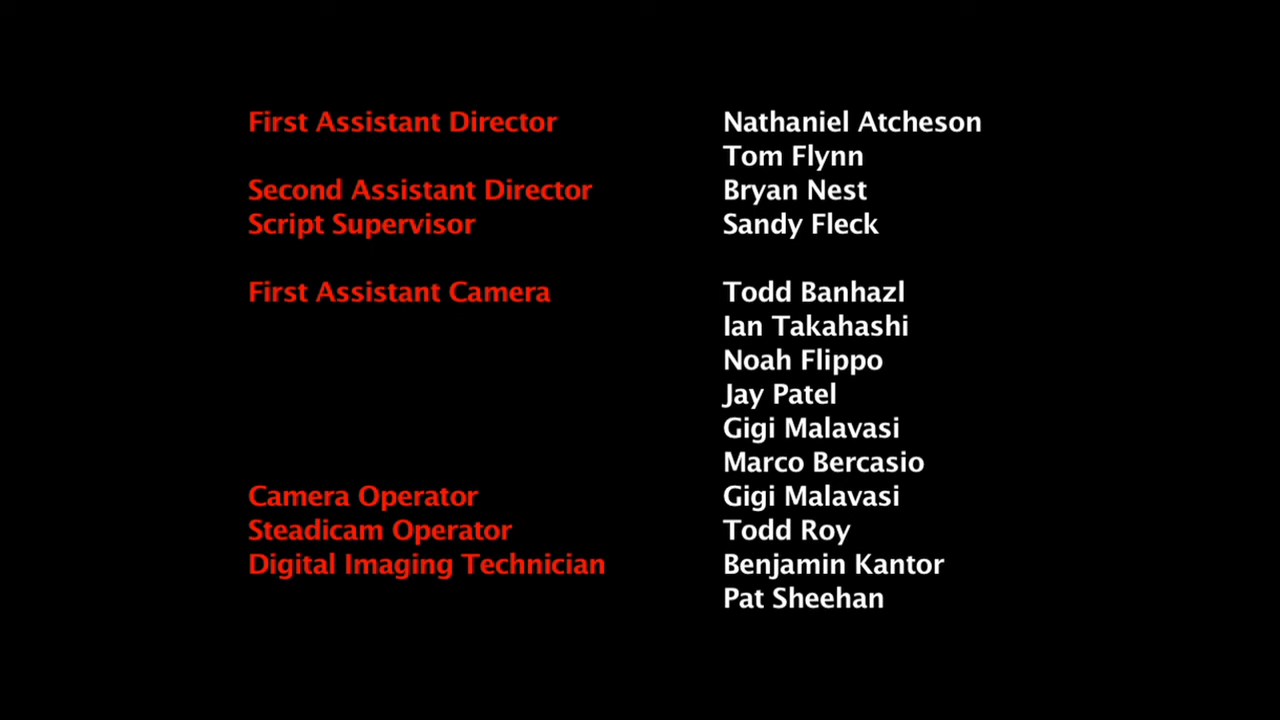 First Assistant Director Nathaniel Atcheson
Tom Flynn
Second Assistant Director Bryan Nest
Script Supervisor Sandy Fleck
First Assistant Camera Todd Banhazl
Ian Takahashi
Noah Flippo
Jay Patel
Gigi Malavasi
Marco Bercasio
Camera Operator Gigi Malavasi
Steadicam Operator Todd Roy
Digital Imaging Technician Benjamin Kantor
Pat Sheehan